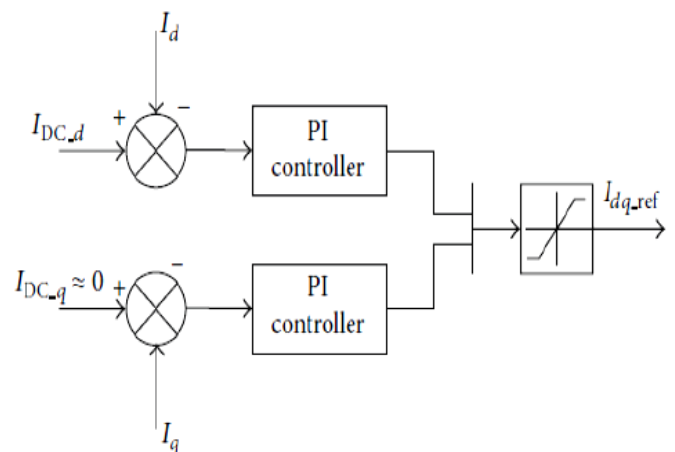 I_d
+ −
I_DC_d
PI
controller
I_dq_ref
I_DC_q ≈ 0
+ −
PI
controller
I_q